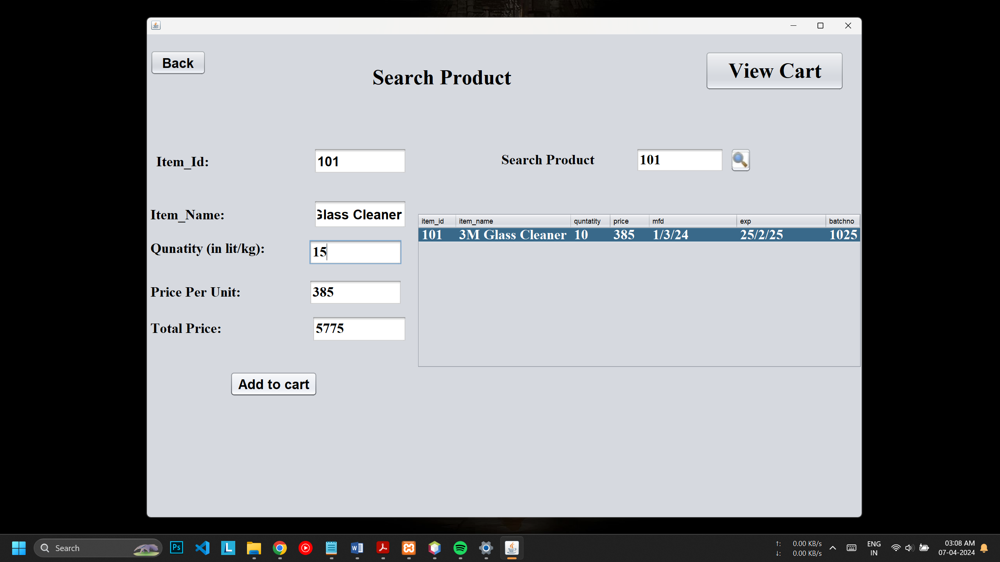 Back
View Cart
Search Product
Item_Id:
101
Search Product
101
Item_Name:
Glass Cleaner
item_id item_name quntatity price mfd exp batchno
101 3M Glass Cleaner 10 385 1/3/24 25/2/25 1025
Qunatity (in lit/kg):
15
Price Per Unit:
385
Total Price:
5775
Add to cart
Search
Ps
L
W
↑: 0.00 KB/s
↓: 0.00 KB/s
ENG
IN
03:08 AM
07-04-2024